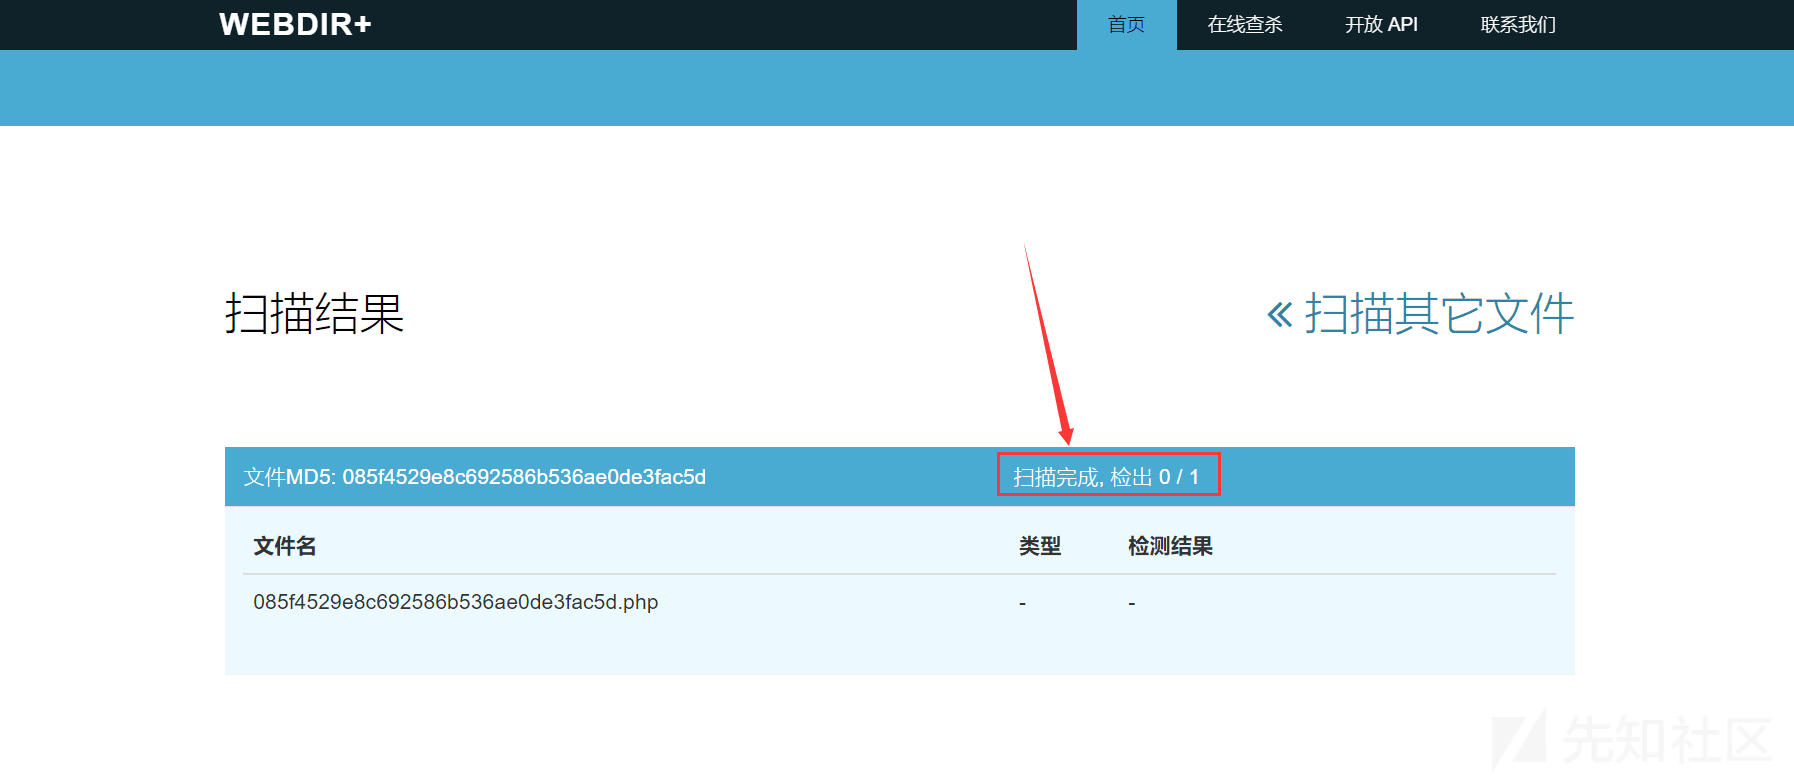 WEBDIR+
首页
在线查杀
开放 API
联系我们
扫描结果
« 扫描其它文件
文件MD5: 085f4529e8c692586b536ae0de3fac5d
扫描完成, 检出 0 / 1
文件名
类型
检测结果
085f4529e8c692586b536ae0de3fac5d.php
-
-
先知社区